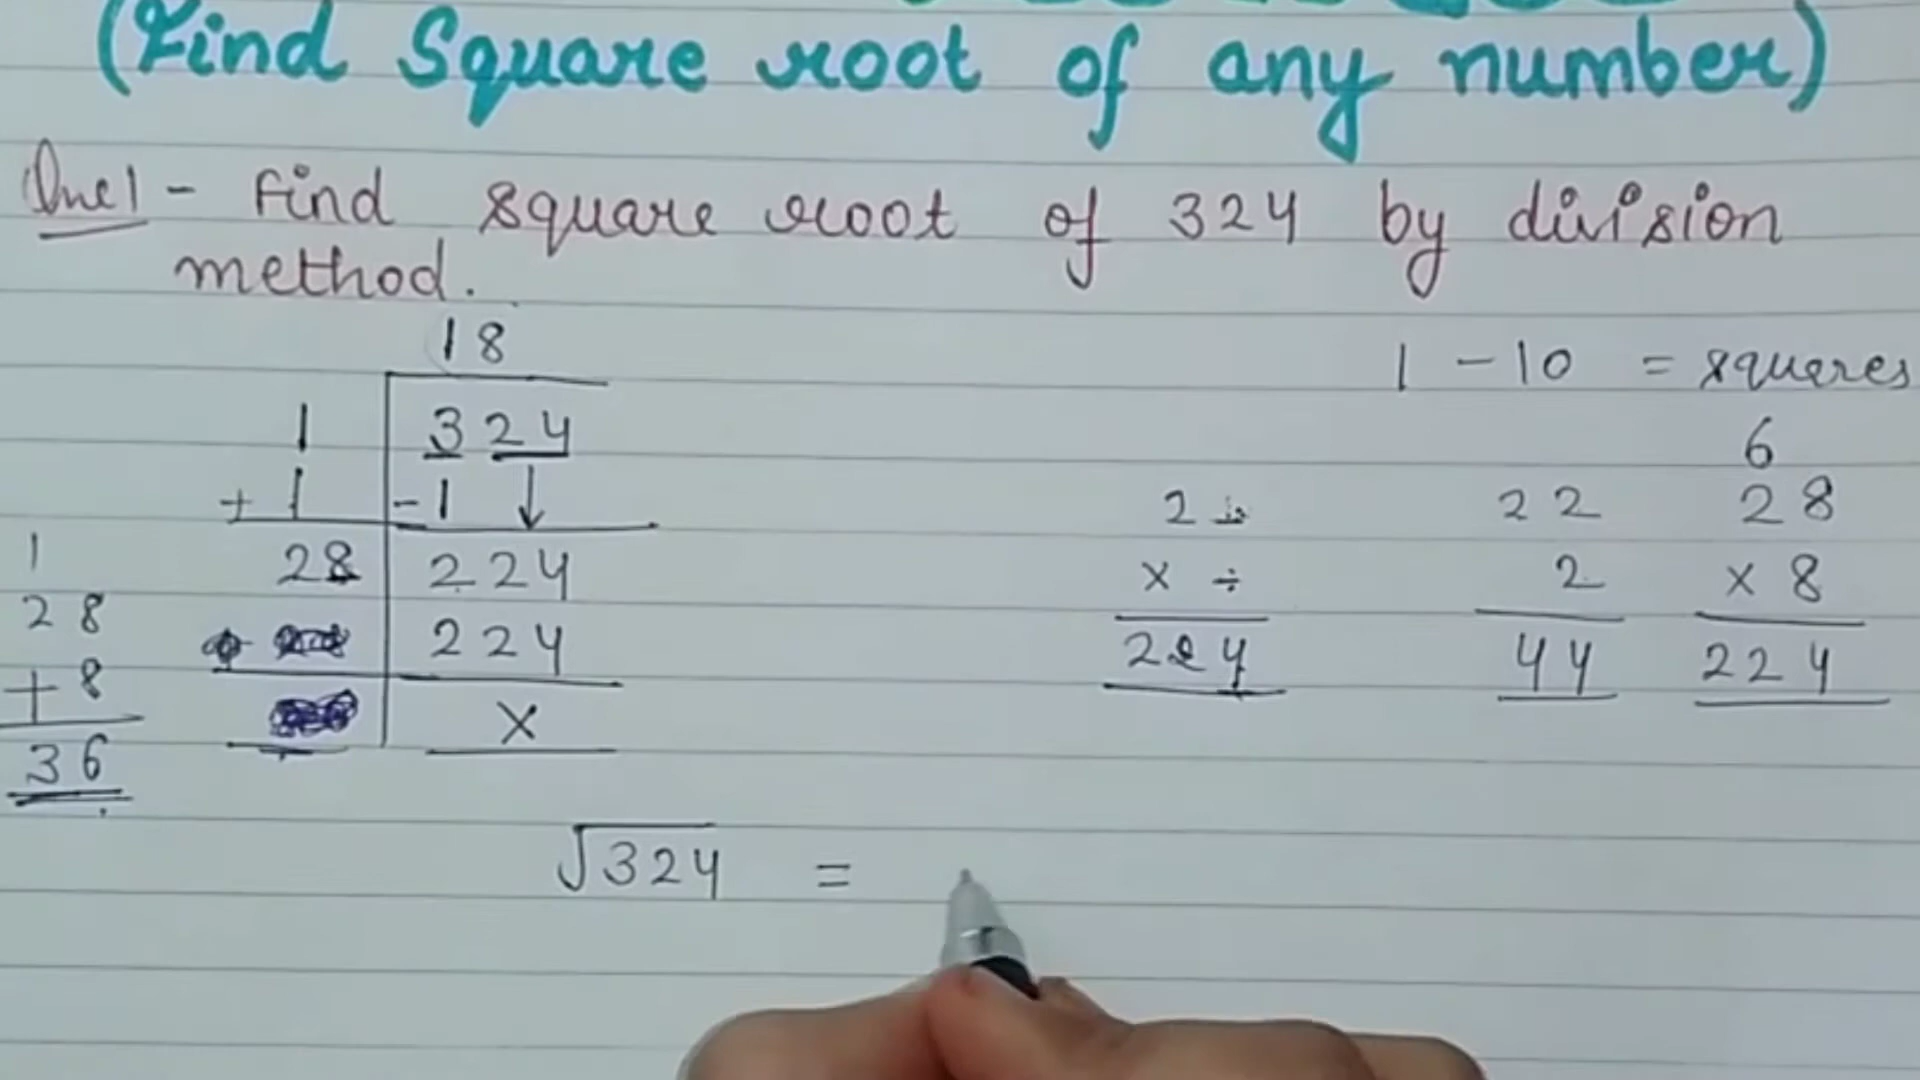 (Find Square root of any number)
Que1 - Find square root of 324 by division
method.
18
1 324
+ 1 -1 ↓
28 224
224
x
1
28
+8
36
1 - 10 = squares
2
x
224
22
2
44
6
28
x 8
224
√324 =